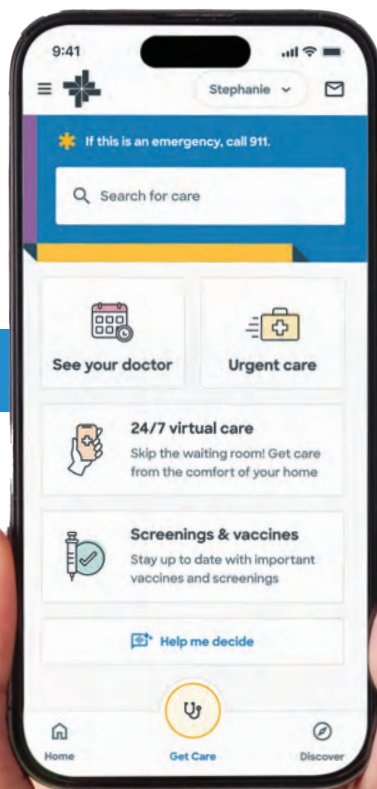 9:41
Stephanie
If this is an emergency, call 911.
Search for care
See your doctor
Urgent care
24/7 virtual care
Skip the waiting room! Get care
from the comfort of your home
Screenings & vaccines
Stay up to date with important
vaccines and screenings
Help me decide
Home
Get Care
Discover